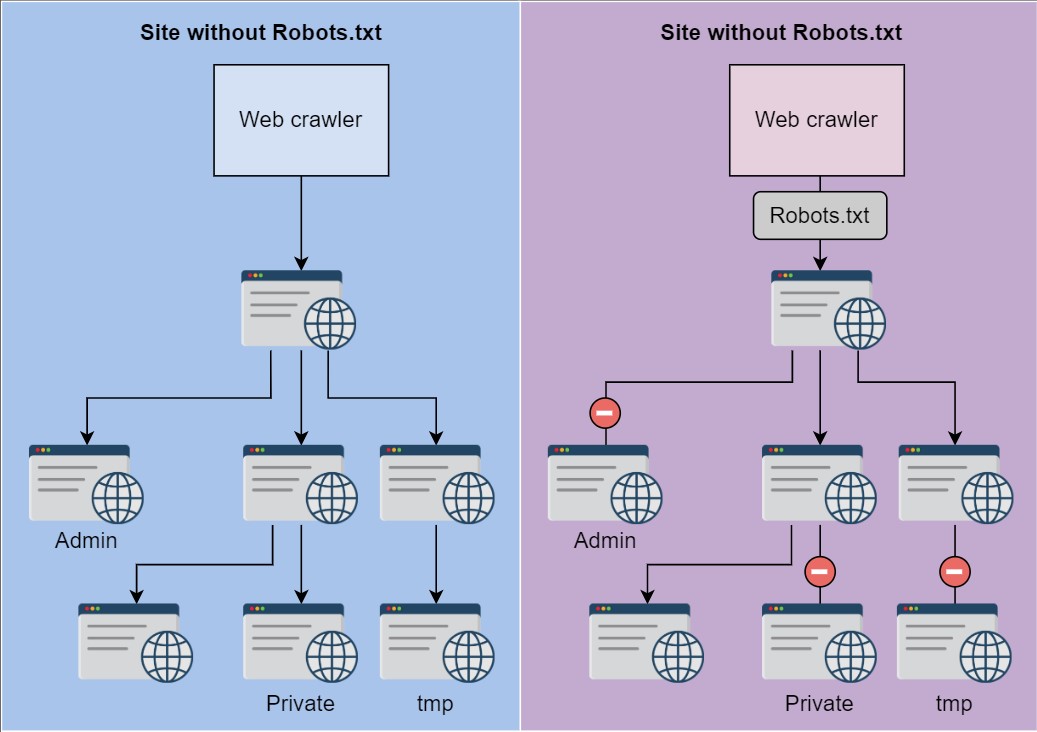 Site without Robots.txt
Web crawler
Admin
Private
tmp
Site without Robots.txt
Web crawler
Robots.txt
Admin
Private
tmp